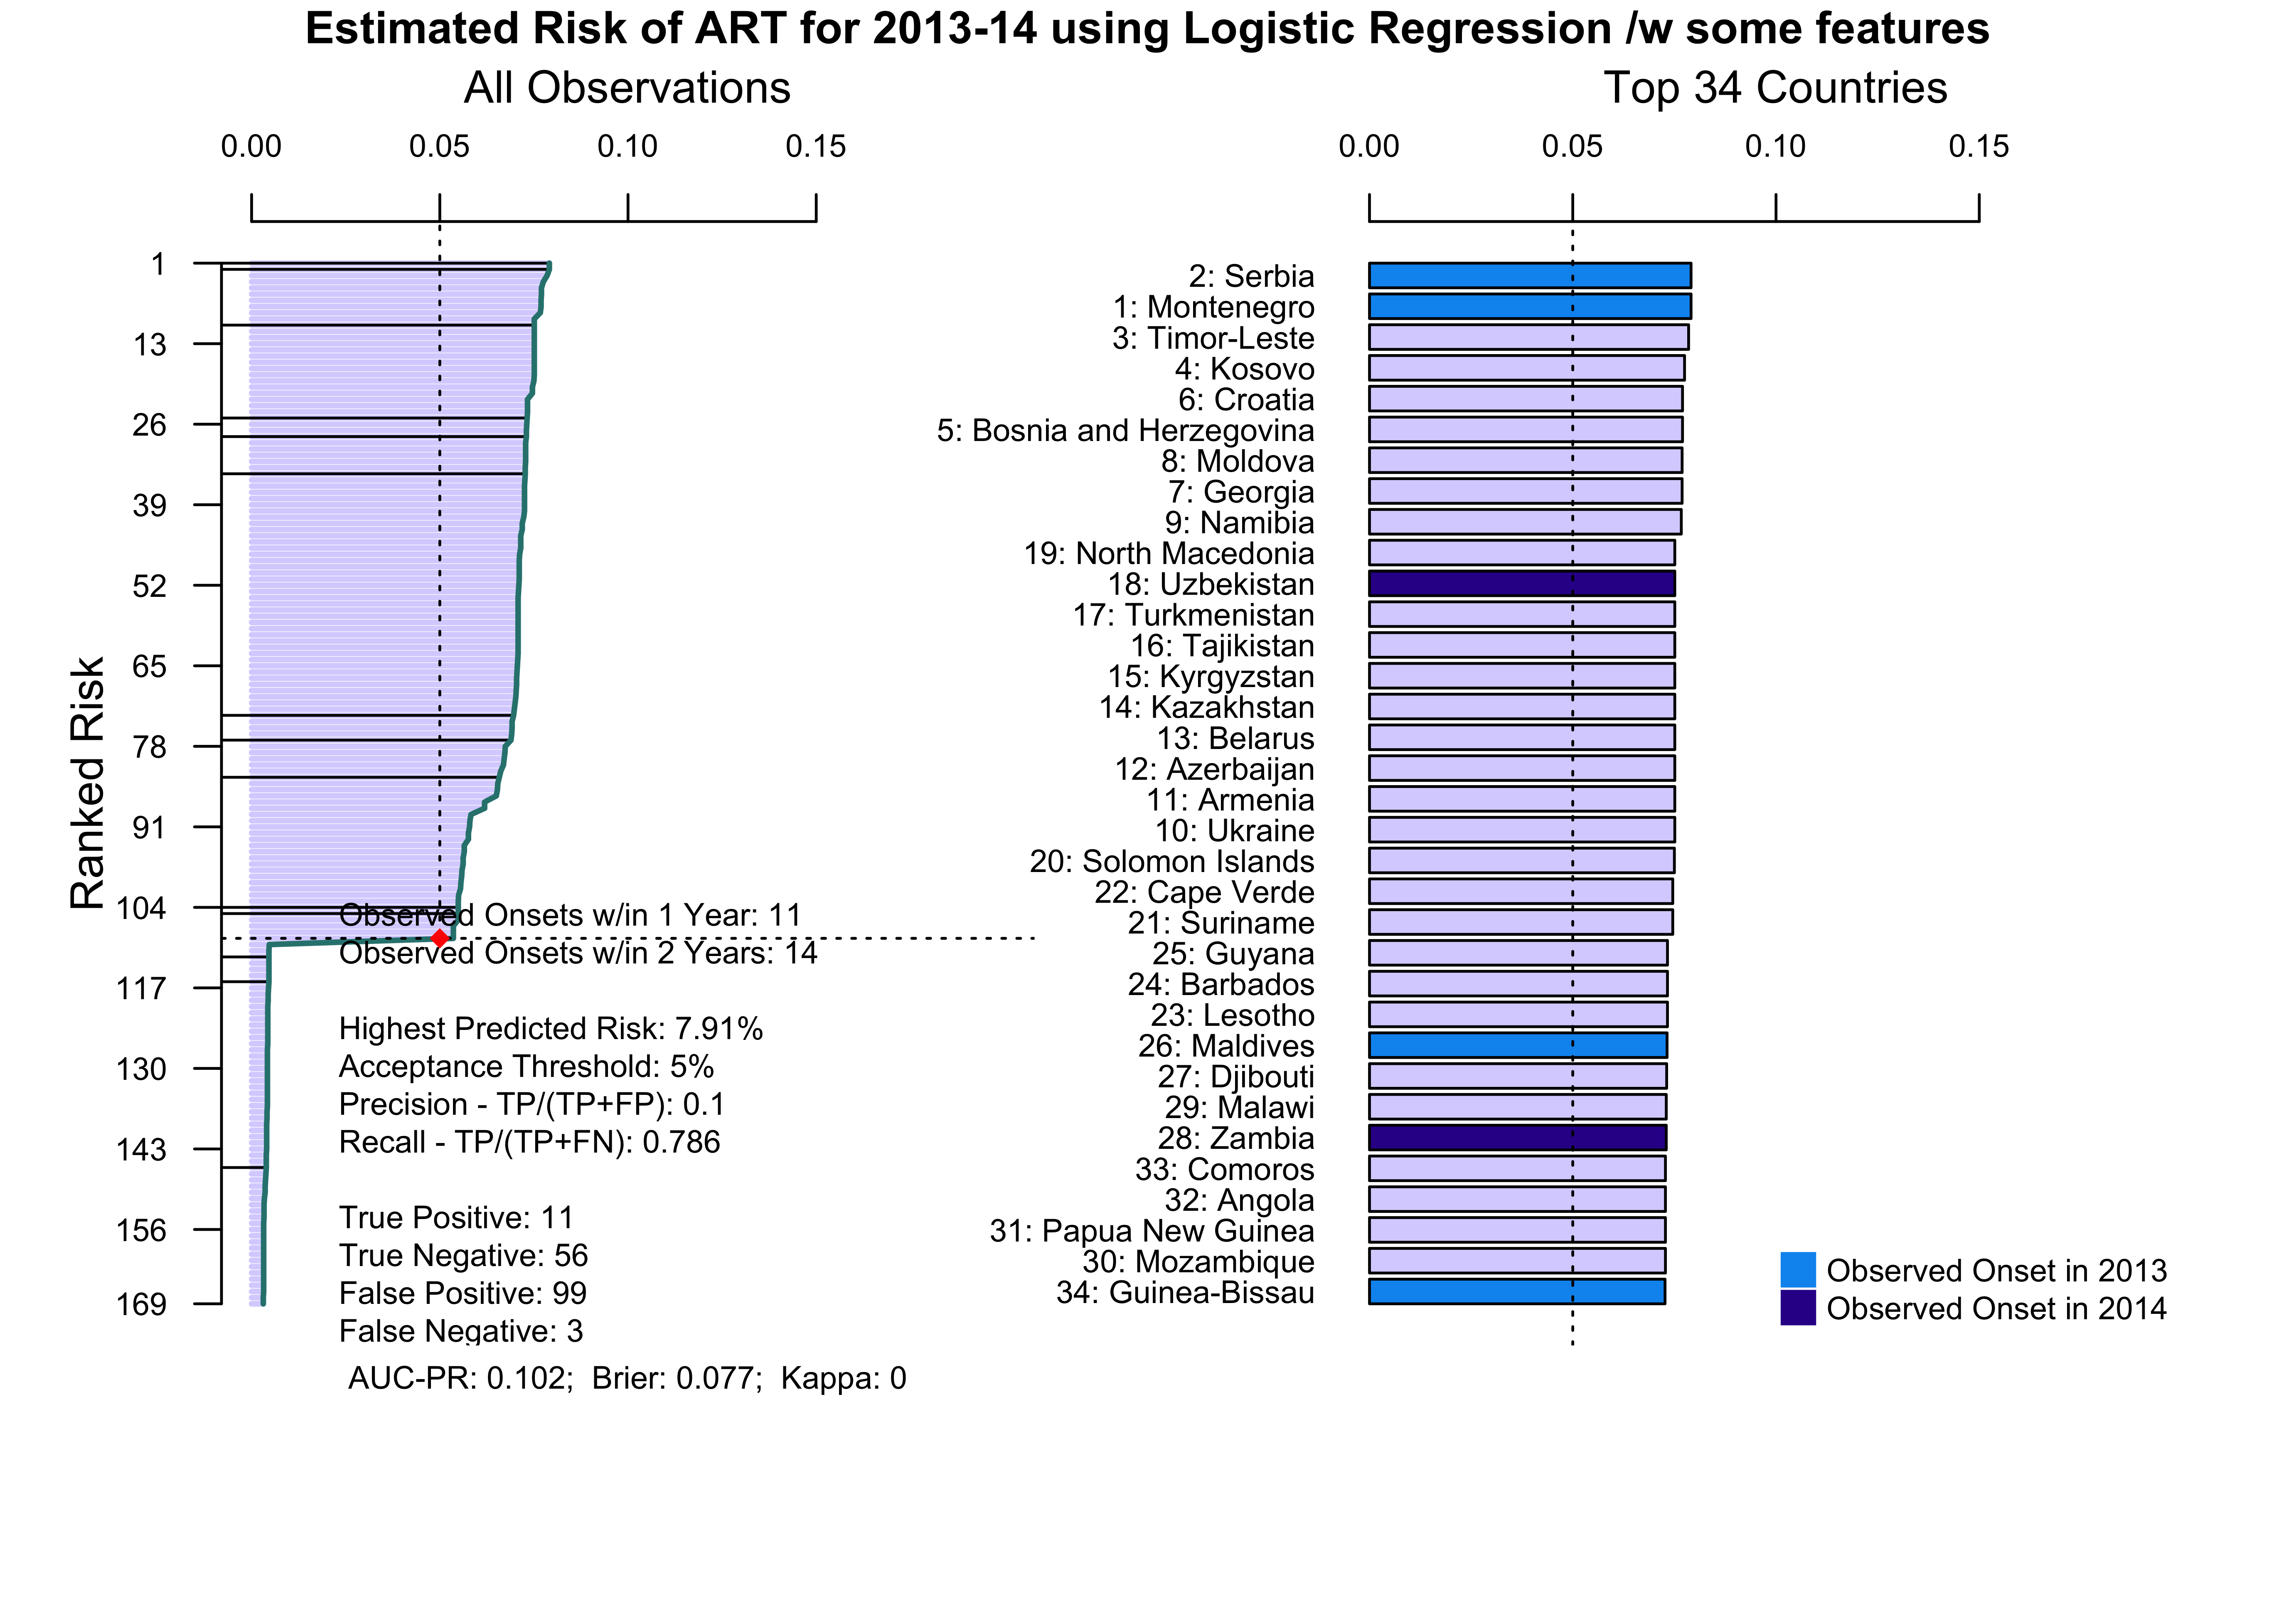 Estimated Risk of ART for 2013-14 using Logistic Regression /w some features
All Observations
0.00 0.05 0.10 0.15
Ranked Risk
1
13
26
39
52
65
78
91
104
117
130
143
156
169
Observed Onsets w/in 1 Year: 11
Observed Onsets w/in 2 Years: 14
Highest Predicted Risk: 7.91%
Acceptance Threshold: 5%
Precision - TP/(TP+FP): 0.1
Recall - TP/(TP+FN): 0.786
True Positive: 11
True Negative: 56
False Positive: 99
False Negative: 3
AUC-PR: 0.102; Brier: 0.077; Kappa: 0
Top 34 Countries
0.00 0.05 0.10 0.15
2: Serbia
1: Montenegro
3: Timor-Leste
4: Kosovo
6: Croatia
5: Bosnia and Herzegovina
8: Moldova
7: Georgia
9: Namibia
19: North Macedonia
18: Uzbekistan
17: Turkmenistan
16: Tajikistan
15: Kyrgyzstan
14: Kazakhstan
13: Belarus
12: Azerbaijan
11: Armenia
10: Ukraine
20: Solomon Islands
22: Cape Verde
21: Suriname
25: Guyana
24: Barbados
23: Lesotho
26: Maldives
27: Djibouti
29: Malawi
28: Zambia
33: Comoros
32: Angola
31: Papua New Guinea
30: Mozambique
34: Guinea-Bissau
Observed Onset in 2013
Observed Onset in 2014